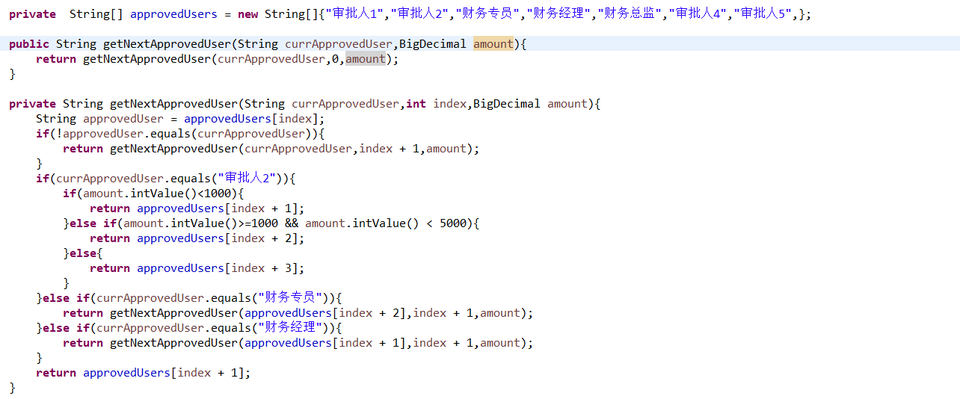 private  String[] approvedUsers = new String[]{"审批人1","审批人2","财务专员","财务经理","财务总监","审批人4","审批人5",};
public String getNextApprovedUser(String currApprovedUser,BigDecimal amount){
return getNextApprovedUser(currApprovedUser,0,amount);
}
private String getNextApprovedUser(String currApprovedUser,int index,BigDecimal amount){
String approvedUser = approvedUsers[index];
if(!approvedUser.equals(currApprovedUser)){
return getNextApprovedUser(currApprovedUser,index + 1,amount);
}
if(currApprovedUser.equals("审批人2")){
if(amount.intValue()<1000){
return approvedUsers[index + 1];
}else if(amount.intValue()>=1000 && amount.intValue() < 5000){
return approvedUsers[index + 2];
}else{
return approvedUsers[index + 3];
}
}else if(currApprovedUser.equals("财务专员")){
return getNextApprovedUser(approvedUsers[index + 2],index + 1,amount);
}else if(currApprovedUser.equals("财务经理")){
return getNextApprovedUser(approvedUsers[index + 1],index + 1,amount);
}
return approvedUsers[index + 1];
}